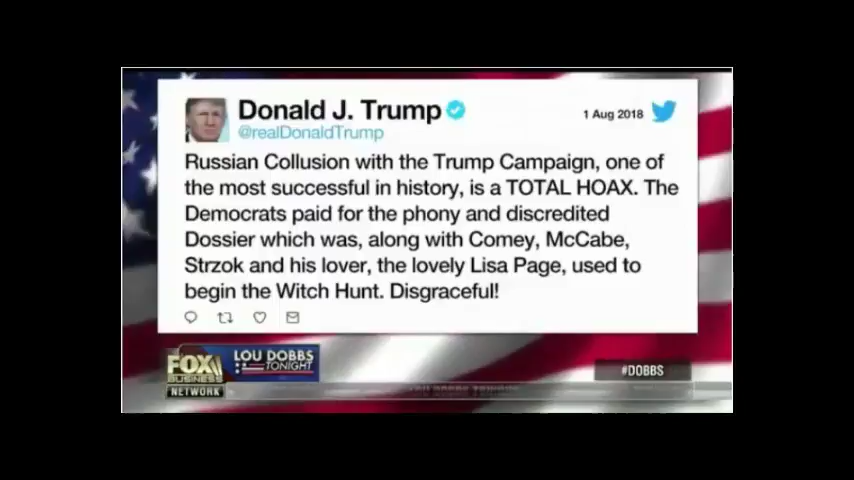 Donald J. Trump
@realDonaldTrump
1 Aug 2018
Russian Collusion with the Trump Campaign, one of
the most successful in history, is a TOTAL HOAX. The
Democrats paid for the phony and discredited
Dossier which was, along with Comey, McCabe,
Strzok and his lover, the lovely Lisa Page, used to
begin the Witch Hunt. Disgraceful!
FOX
BUSINESS
NETWORK
LOU DOBBS
TONIGHT
#DOBBS
LOU DOBBS TONIGHT